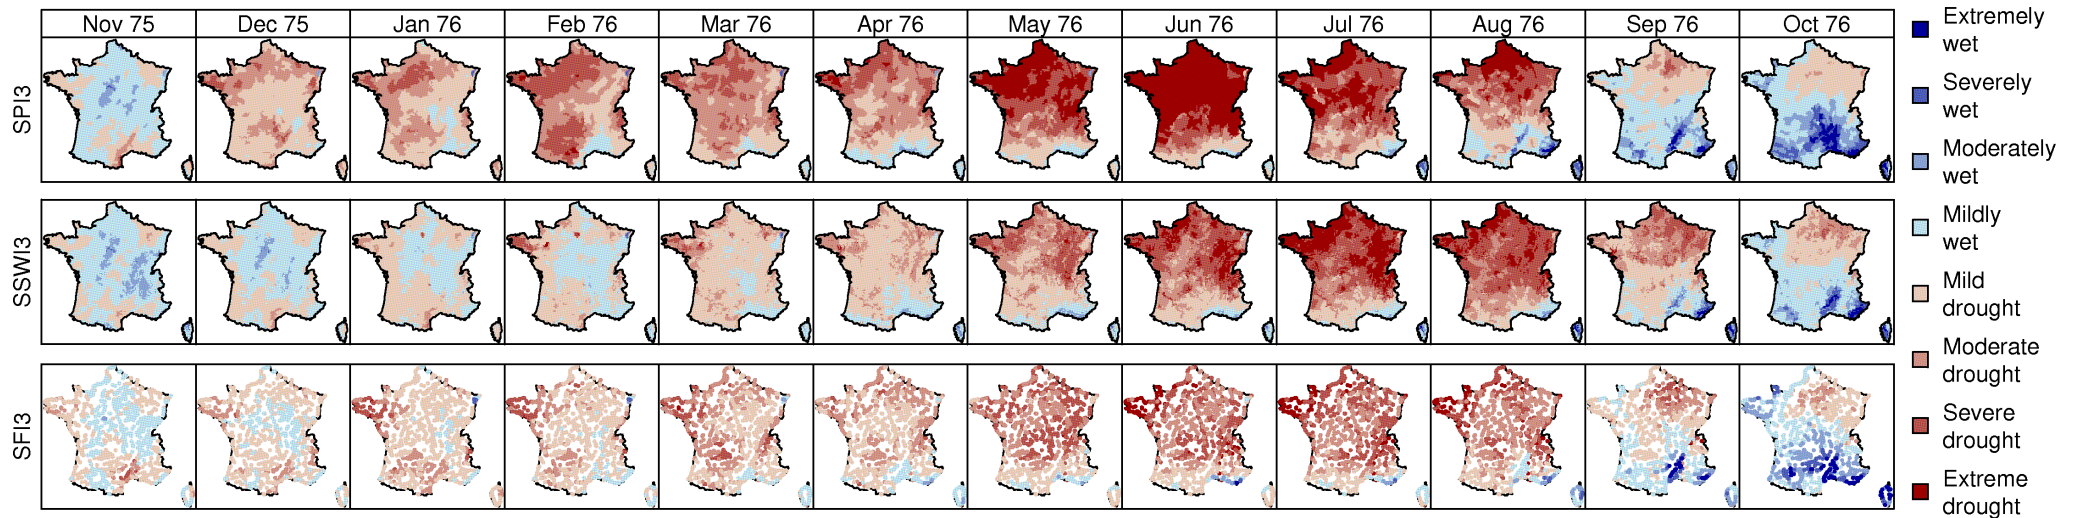 Nov 75 Dec 75 Jan 76 Feb 76 Mar 76 Apr 76 May 76 Jun 76 Jul 76 Aug 76 Sep 76 Oct 76
SPI3
SSWI3
SFI3
Extremely
wet
Severely
wet
Moderately
wet
Mildly
wet
Mild
drought
Moderate
drought
Severe
drought
Extreme
drought